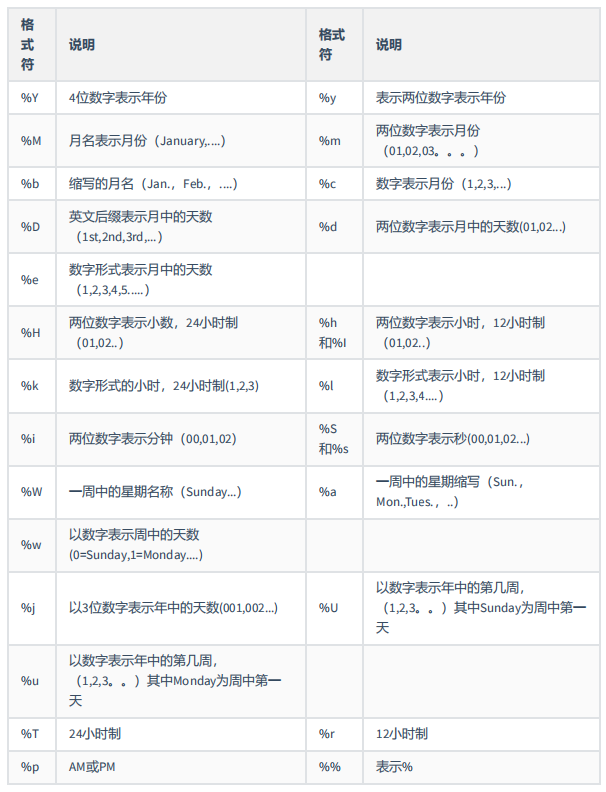 格
式
符
说明
格式
符
说明
%Y
4位数字表示年份
%y
表示两位数字表示年份
%M
月名表示月份（January,....）
%m
两位数字表示月份
（01,02,03。。。）
%b
缩写的月名（Jan.，Feb.，....）
%c
数字表示月份（1,2,3,...）
%D
英文后缀表示月中的天数
（1st,2nd,3rd,...）
%d
两位数字表示月中的天数(01,02...)
%e
数字形式表示月中的天数
（1,2,3,4,5.....）
%H
两位数字表示小数，24小时制
（01,02..）
%h
和%I
两位数字表示小时，12小时制
（01,02..）
%k
数字形式的小时，24小时制(1,2,3)
%l
数字形式表示小时，12小时制
（1,2,3,4....）
%i
两位数字表示分钟（00,01,02）
%S
和%s
两位数字表示秒(00,01,02...)
%W
一周中的星期名称（Sunday...）
%a
一周中的星期缩写（Sun.，
Mon.,Tues.，..）
%w
以数字表示周中的天数
(0=Sunday,1=Monday....)
%j
以3位数字表示年中的天数(001,002...)
%U
以数字表示年中的第几周，
（1,2,3。。）其中Sunday为周中第一
天
%u
以数字表示年中的第几周，
（1,2,3。。）其中Monday为周中第一
天
%T
24小时制
%r
12小时制
%p
AM或PM
%%
表示%